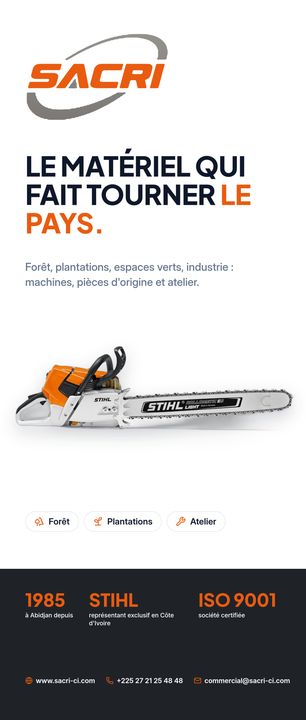 SACRI
LE MATÉRIEL QUI
FAIT TOURNER LE
PAYS.
Forêt, plantations, espaces verts, industrie :
machines, pièces d'origine et atelier.
STIHL
STIHL
LIGHT
Forêt
Plantations
Atelier
1985
à Abidjan depuis
STIHL
représentant exclusif en Côte
d'Ivoire
ISO 9001
société certifiée
www.sacri-ci.com
+225 27 21 25 48 48
commercial@sacri-ci.com